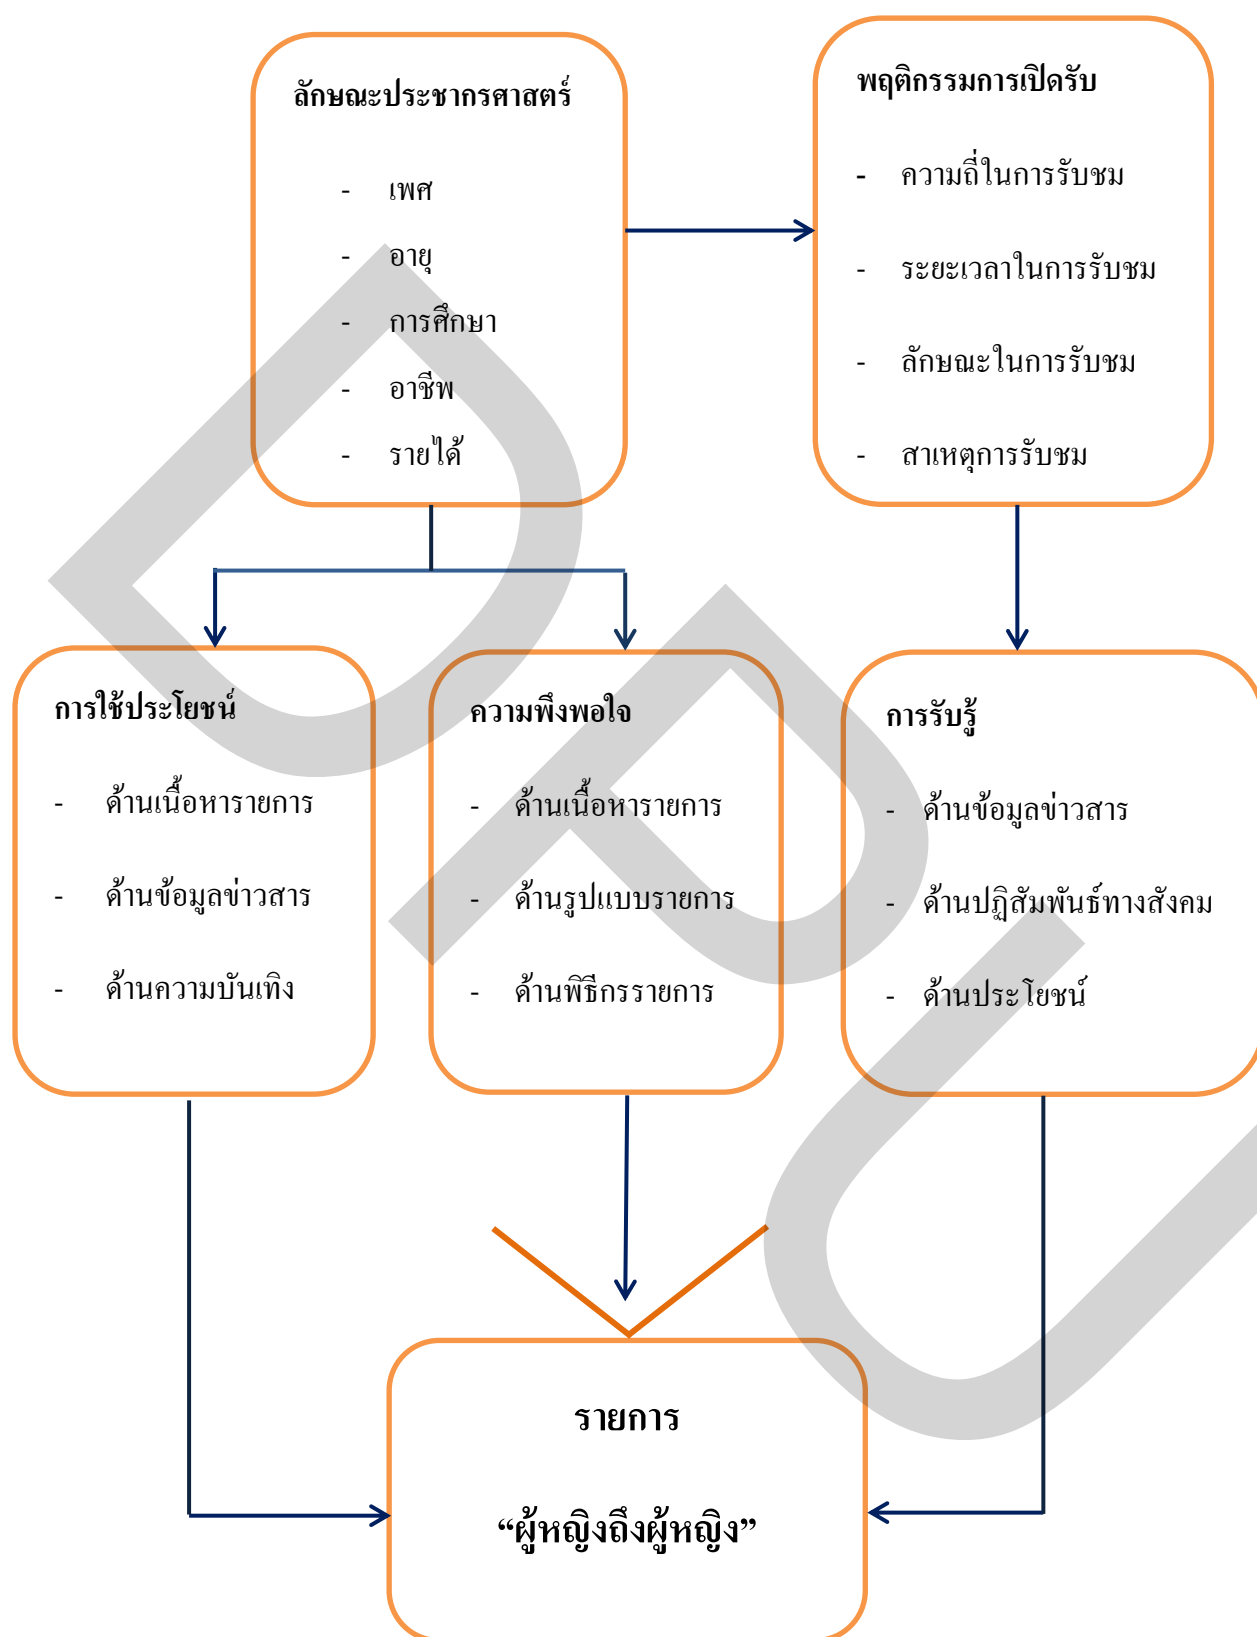 ลักษณะประชากรศาสตร์
- เพศ
- อายุ
- การศึกษา
- อาชีพ
- รายได้
พฤติกรรมการเปิดรับ
- ความถี่ในการรับชม
- ระยะเวลาในการรับชม
- ลักษณะในการรับชม
- สาเหตุการรับชม
การใช้ประโยชน์
- ด้านเนื้อหารายการ
- ด้านข้อมูลข่าวสาร
- ด้านความบันเทิง
ความพึงพอใจ
- ด้านเนื้อหารายการ
- ด้านรูปแบบรายการ
- ด้านพิธีกรรายการ
การรับรู้
- ด้านข้อมูลข่าวสาร
- ด้านปฏิสัมพันธ์ทางสังคม
- ด้านประโยชน์
รายการ
“ผู้หญิงถึงผู้หญิง”
DPU